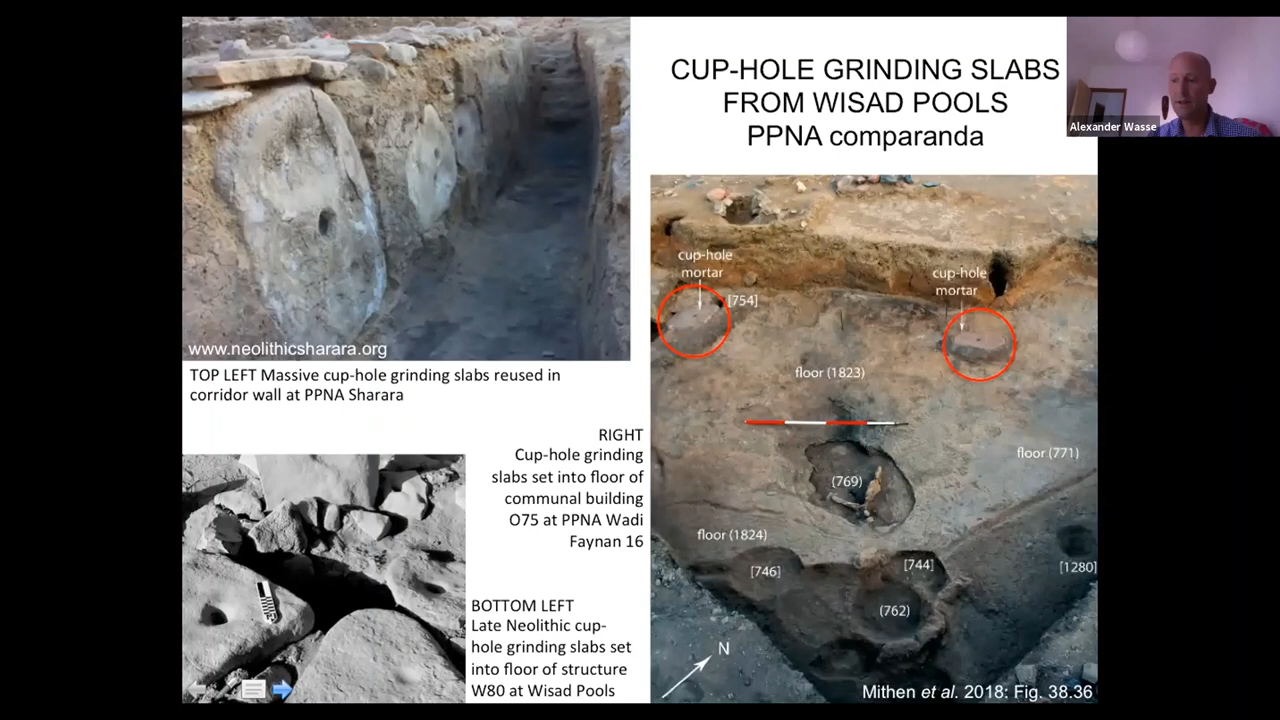 CUP-HOLE GRINDING SLABS
FROM WISAD POOLS
PPNA comparanda
Alexander Wasse
www.neolithicsharara.org
TOP LEFT Massive cup-hole grinding slabs reused in
corridor wall at PPNA Sharara
RIGHT
Cup-hole grinding
slabs set into floor of
communal building
O75 at PPNA Wadi
Faynan 16
BOTTOM LEFT
Late Neolithic cup-
hole grinding slabs set
into floor of structure
W80 at Wisad Pools
cup-hole
mortar
[754]
cup-hole
mortar
floor (1823)
floor (771)
(769)
floor (1824)
[746]
[744]
[1280]
(762)
N
Mithen et al. 2018: Fig. 38.36